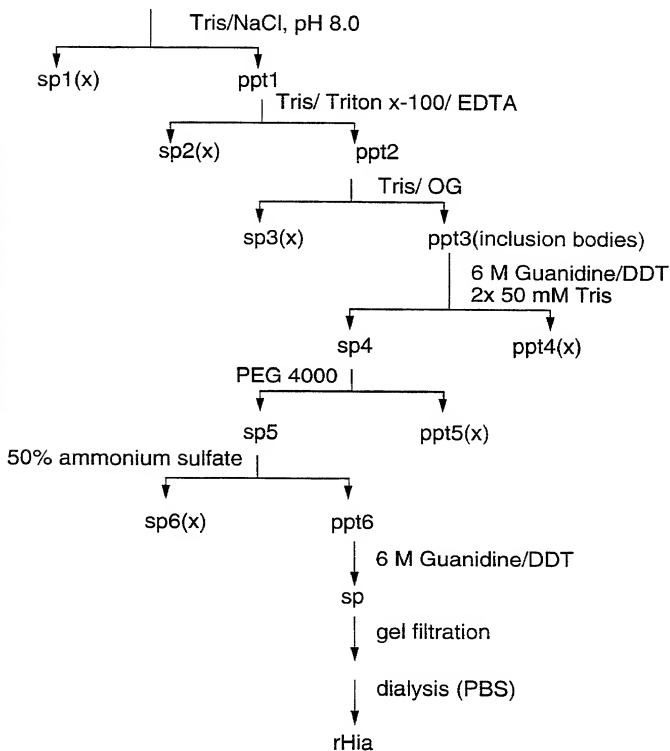 Tris/NaCl, pH 8.0
sp1(x) ppt1
Tris/ Triton x-100/ EDTA
sp2(x) ppt2
Tris/ OG
sp3(x) ppt3(inclusion bodies)
6 M Guanidine/DDT
2x 50 mM Tris
sp4 ppt4(x)
PEG 4000
sp5 ppt5(x)
50% ammonium sulfate
sp6(x) ppt6
6 M Guanidine/DDT
sp
gel filtration
dialysis (PBS)
rHia